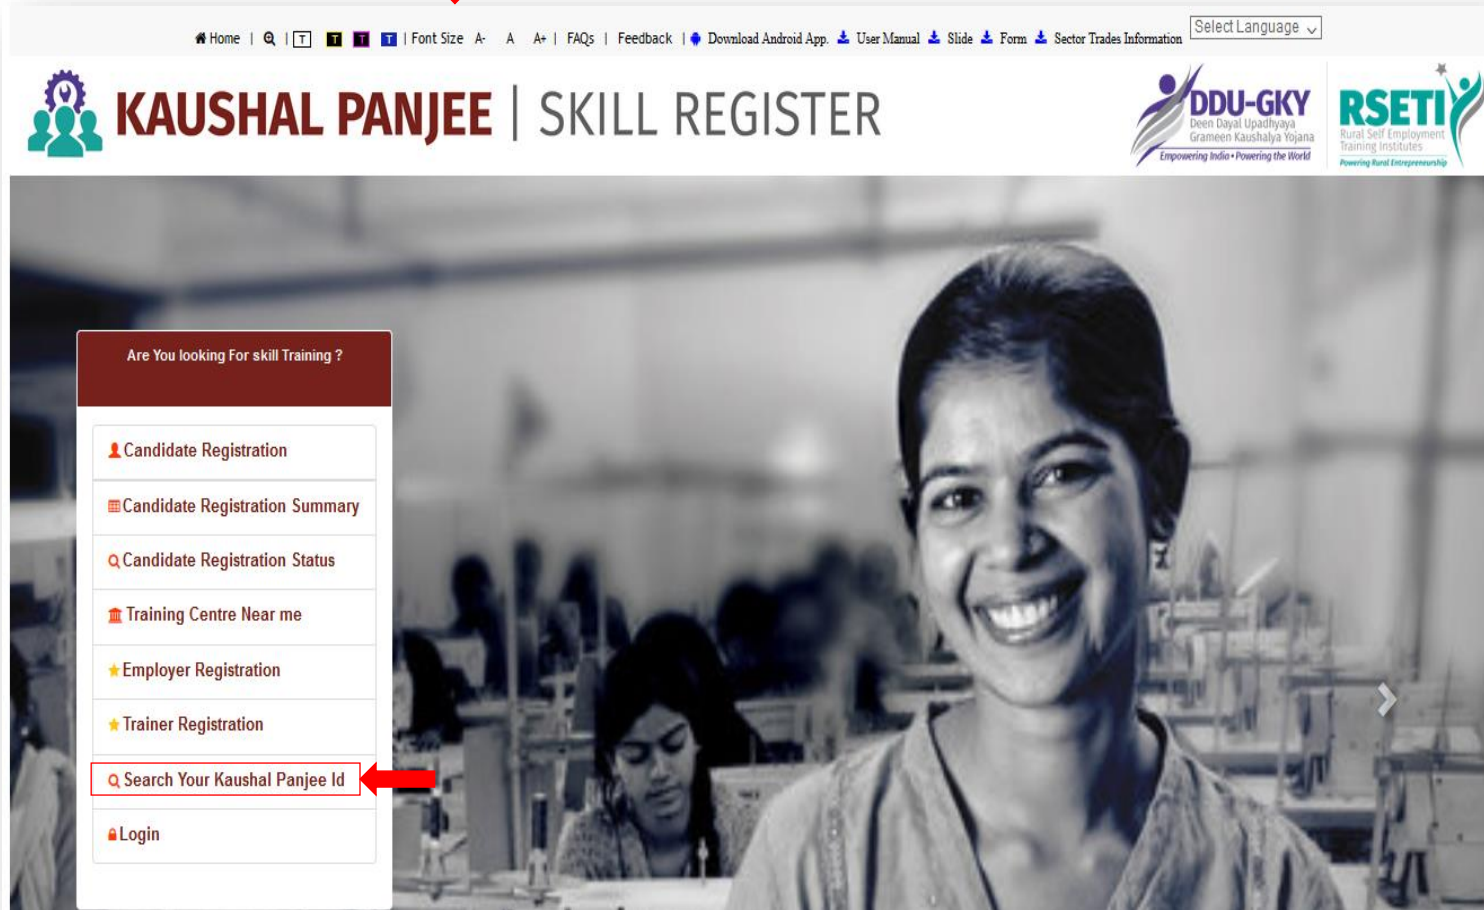 Home | | T T T T | Font Size A- A A+ | FAQs | Feedback | Download Android App. User Manual Slide Form Sector Trades Information Select Language
KAUSHAL PANJEE | SKILL REGISTER
DDU-GKY
Deen Dayal Upadhyaya
Grameen Kaushalya Yojana
Empowering India • Powering the World
RSETI
Rural Self Employment
Training Institutes
Powering Rural Entrepreneurship
Are You looking For skill Training ?
Candidate Registration
Candidate Registration Summary
Candidate Registration Status
Training Centre Near me
Employer Registration
Trainer Registration
Search Your Kaushal Panjee Id
Login